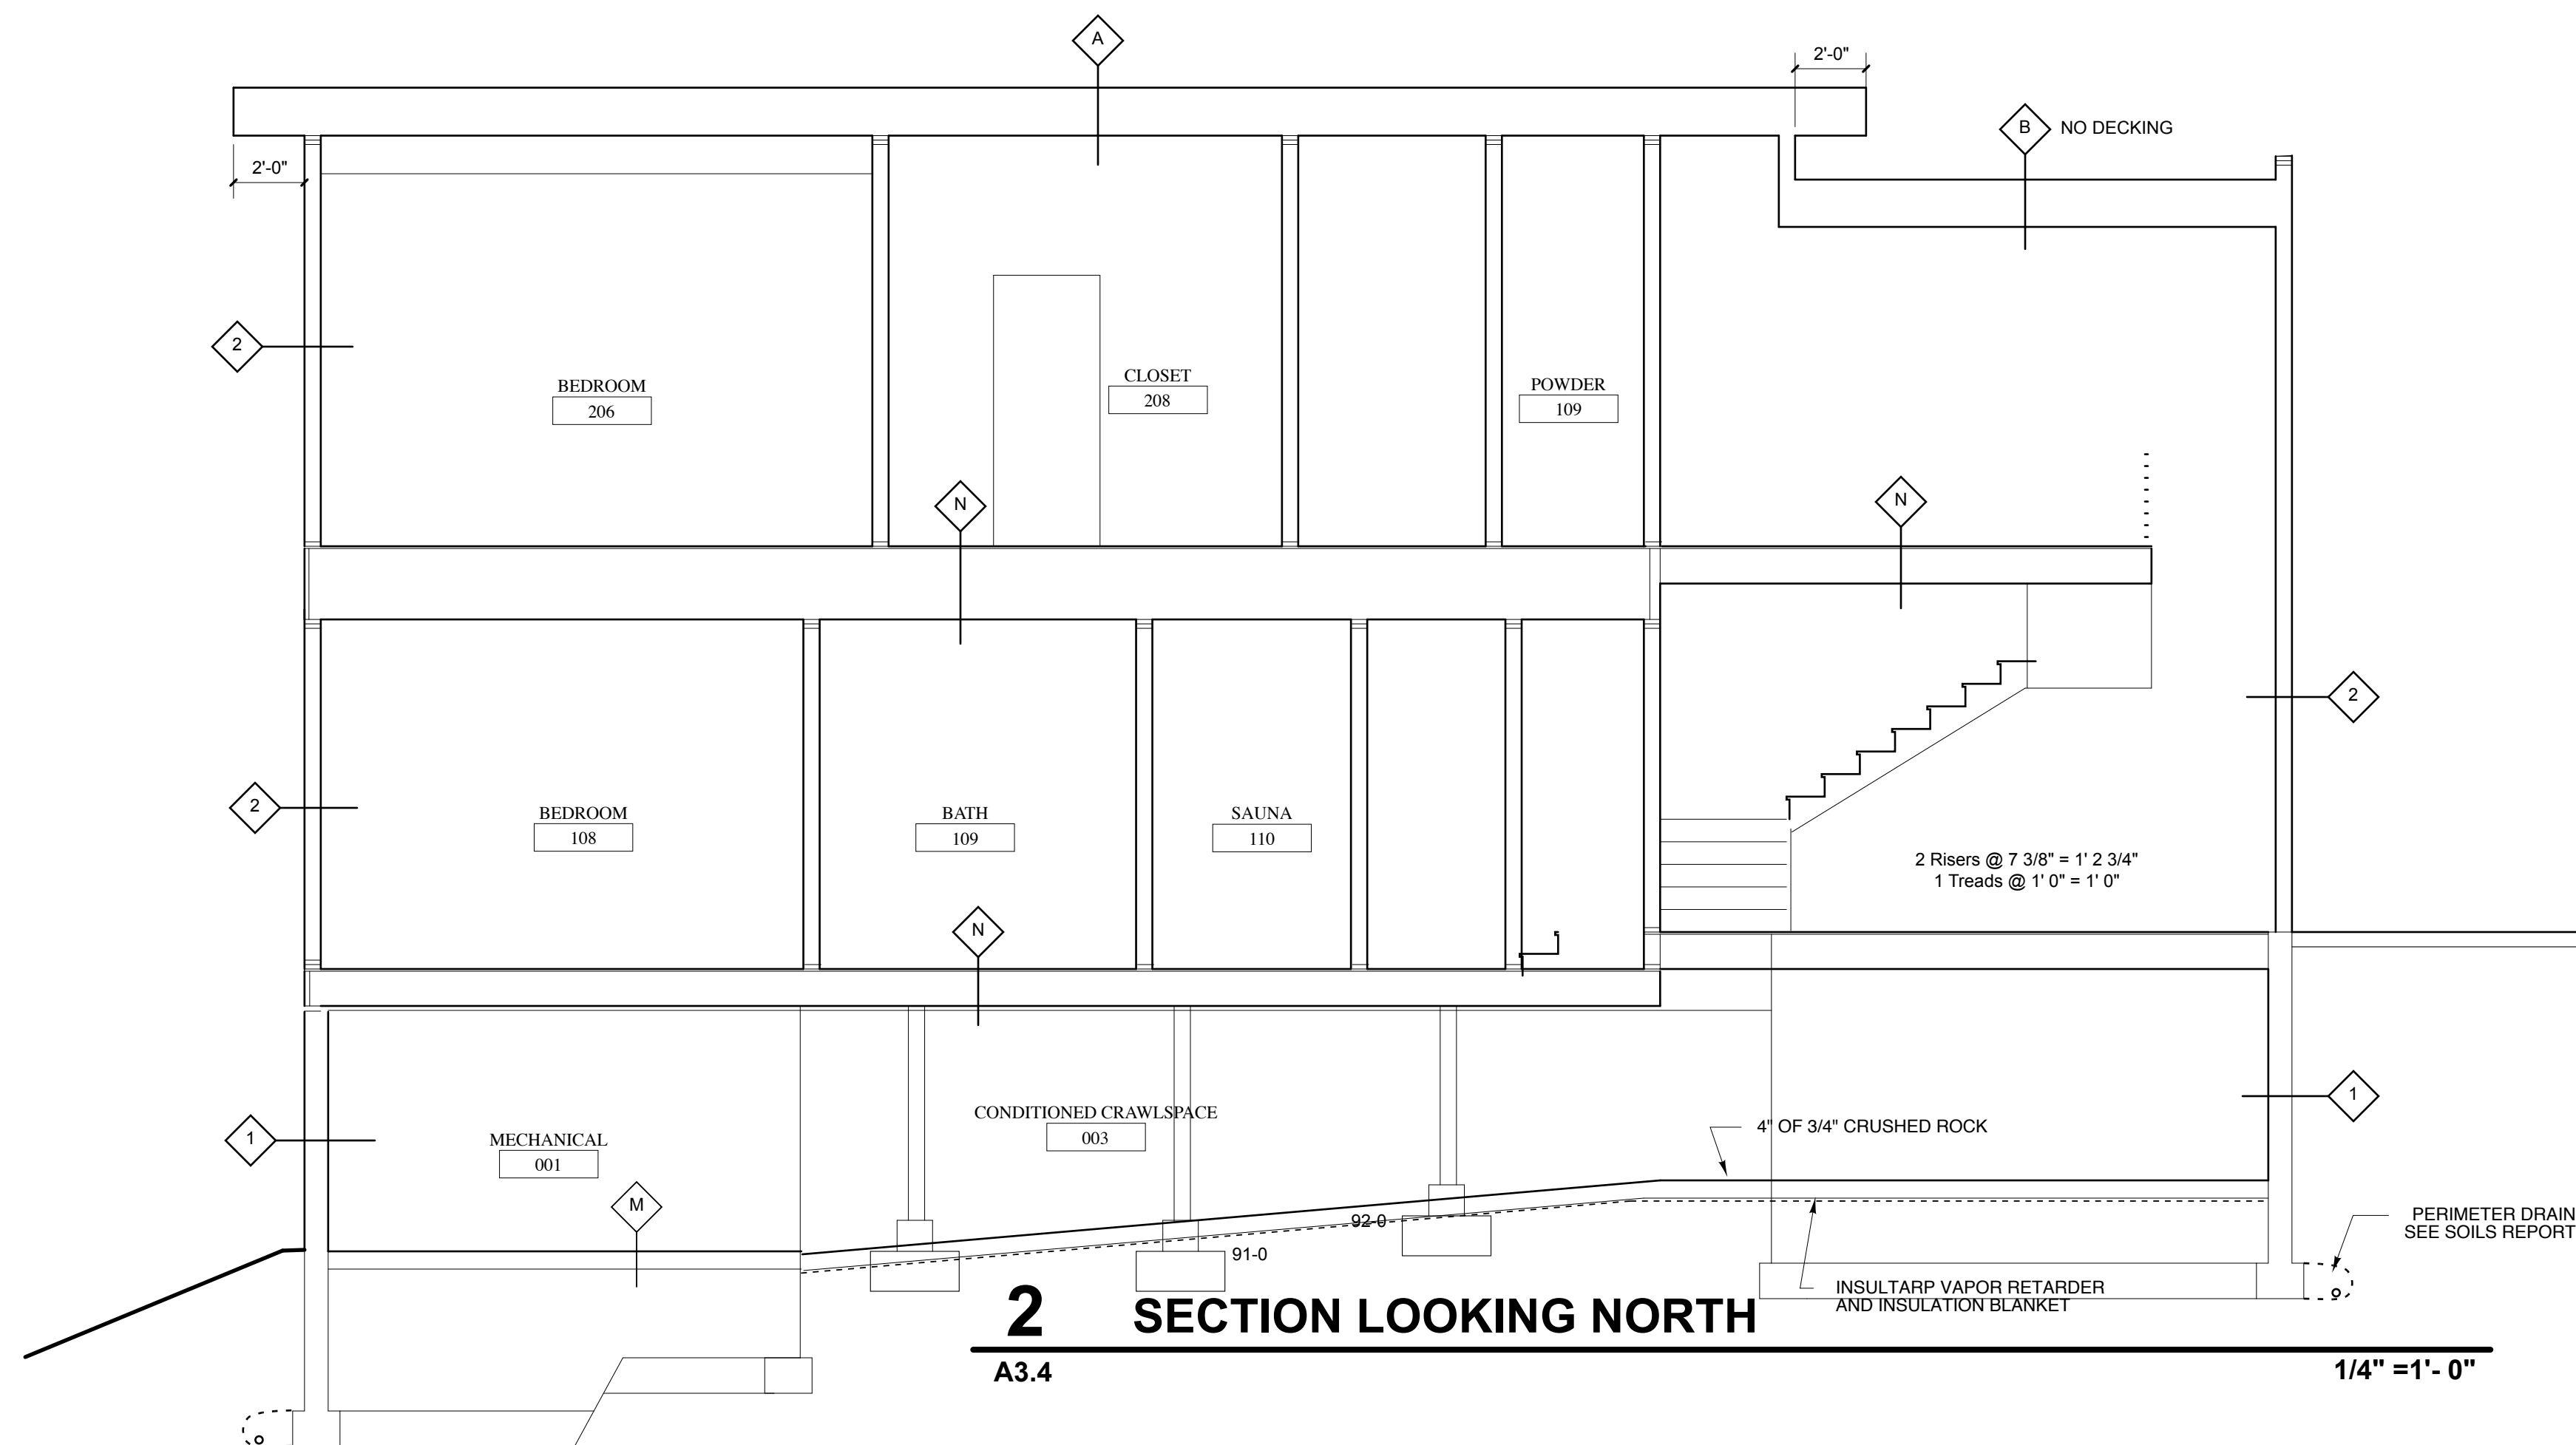 A
2'-0"
B
NO DECKING
2'-0"
2
BEDROOM
206
CLOSET
208
POWDER
109
N
N
2
2
BEDROOM
108
BATH
109
SAUNA
110
2 Risers @ 7 3/8" = 1' 2 3/4"
1 Treads @ 1' 0" = 1' 0"
N
1
1
MECHANICAL
001
CONDITIONED CRAWLSPACE
003
4" OF 3/4" CRUSHED ROCK
M
92-0
91-0
PERIMETER DRAIN
SEE SOILS REPORT
INSULTARP VAPOR RETARDER
AND INSULATION BLANKET
2 SECTION LOOKING NORTH
A3.4
1/4" =1'- 0"